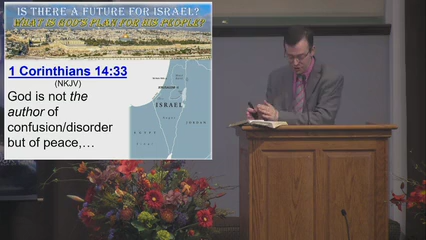 IS THERE A FUTURE FOR ISRAEL?
WHAT IS GOD'S PLAN FOR HIS PEOPLE?
1 Corinthians 14:33
(NKJV)
God is not the
author of
confusion/disorder
but of peace,…
ISRAEL
JORDAN